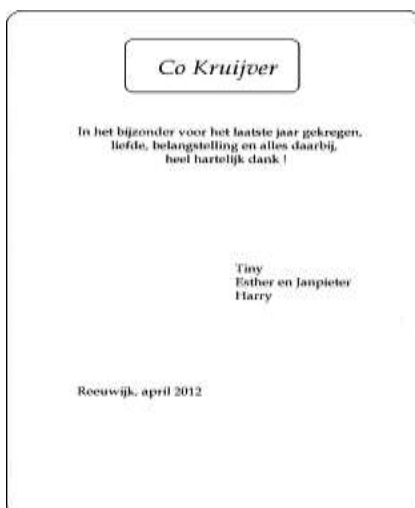 Co Kruijver
In het bijzonder voor het laatste jaar gekregen,
liefde, belangstelling en alles daarbij,
heel hartelijk dank !
Tiny
Esther en Janpieter
Harry
Reeuwijk, april 2012